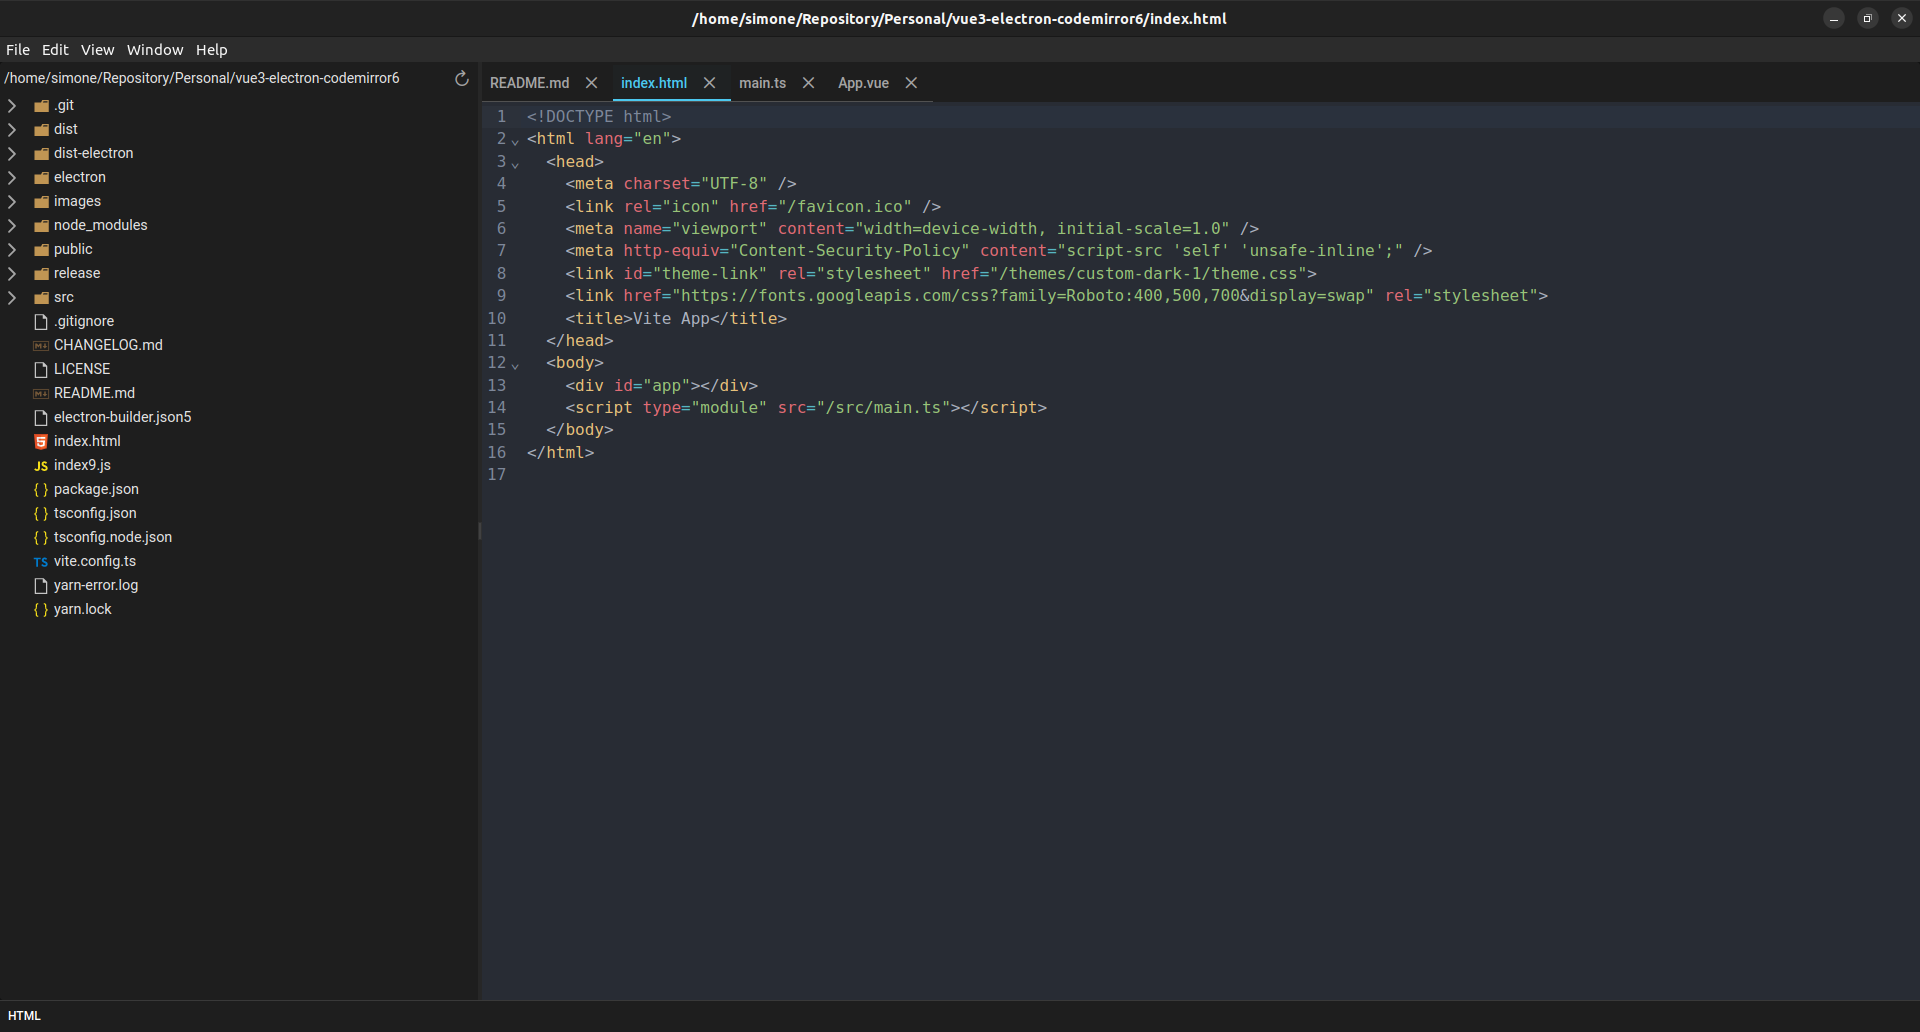 /home/simone/Repository/Personal/vue3-electron-codemirror6/index.html
File Edit View Window Help
/home/simone/Repository/Personal/vue3-electron-codemirror6
.git
dist
dist-electron
electron
images
node_modules
public
release
src
.gitignore
CHANGELOG.md
LICENSE
README.md
electron-builder.json5
index.html
JS index9.js
{ } package.json
{ } tsconfig.json
{ } tsconfig.node.json
TS vite.config.ts
yarn-error.log
{ } yarn.lock
README.md index.html main.ts App.vue
1 <!DOCTYPE html>
2 <html lang="en">
3   <head>
4     <meta charset="UTF-8" />
5     <link rel="icon" href="/favicon.ico" />
6     <meta name="viewport" content="width=device-width, initial-scale=1.0" />
7     <meta http-equiv="Content-Security-Policy" content="script-src 'self' 'unsafe-inline';" />
8     <link id="theme-link" rel="stylesheet" href="/themes/custom-dark-1/theme.css">
9     <link href="https://fonts.googleapis.com/css?family=Roboto:400,500,700&display=swap" rel="stylesheet">
10     <title>Vite App</title>
11   </head>
12   <body>
13     <div id="app"></div>
14     <script type="module" src="/src/main.ts"></script>
15   </body>
16 </html>
17
HTML